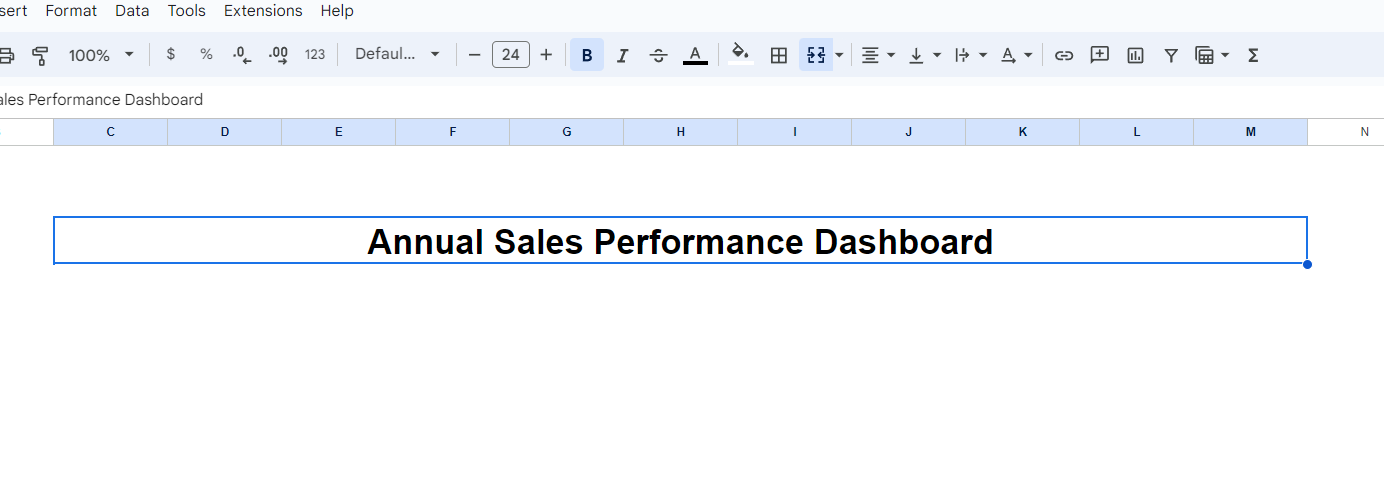 sert Format Data Tools Extensions Help
100% $ % .0 .00 123 Defaul... − 24 + B I A A Σ
ales Performance Dashboard
C D E F G H I J K L M N
Annual Sales Performance Dashboard